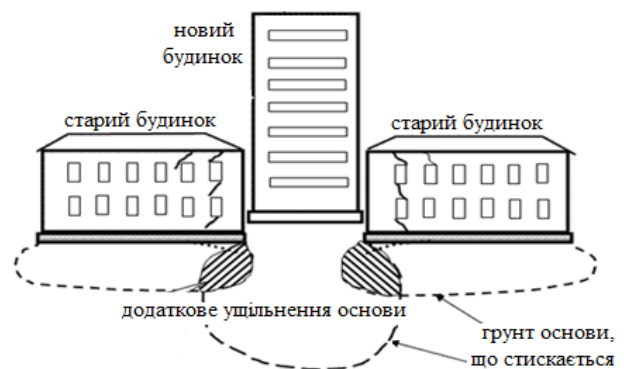 новий
будинок
старий будинок
старий будинок
додаткове ущільнення основи
грунт основи,
що стискається